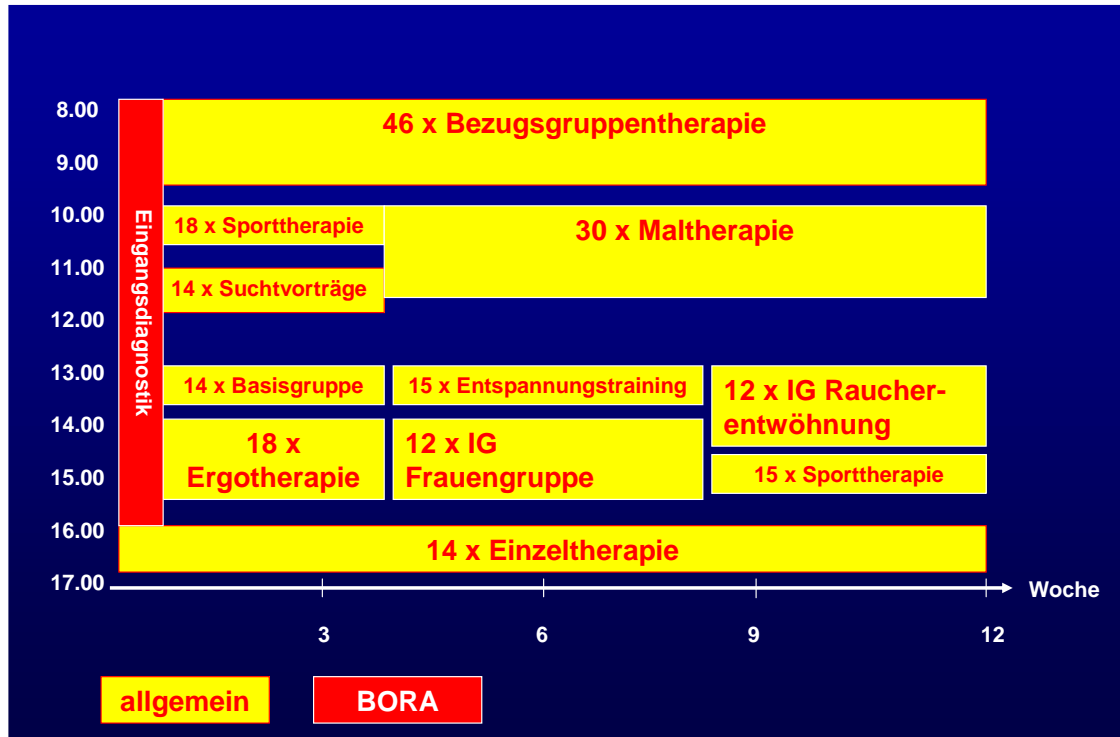 8.00
46 x Bezugsgruppentherapie
9.00
Eingangsdiagnostik
10.00
18 x Sporttherapie
30 x Maltherapie
11.00
14 x Suchtvorträge
12.00
13.00
14 x Basisgruppe
15 x Entspannungstraining
12 x IG Raucher-
entwöhnung
14.00
18 x
Ergotherapie
12 x IG
Frauengruppe
15.00
15 x Sporttherapie
16.00
14 x Einzeltherapie
17.00
Woche
3
6
9
12
allgemein
BORA